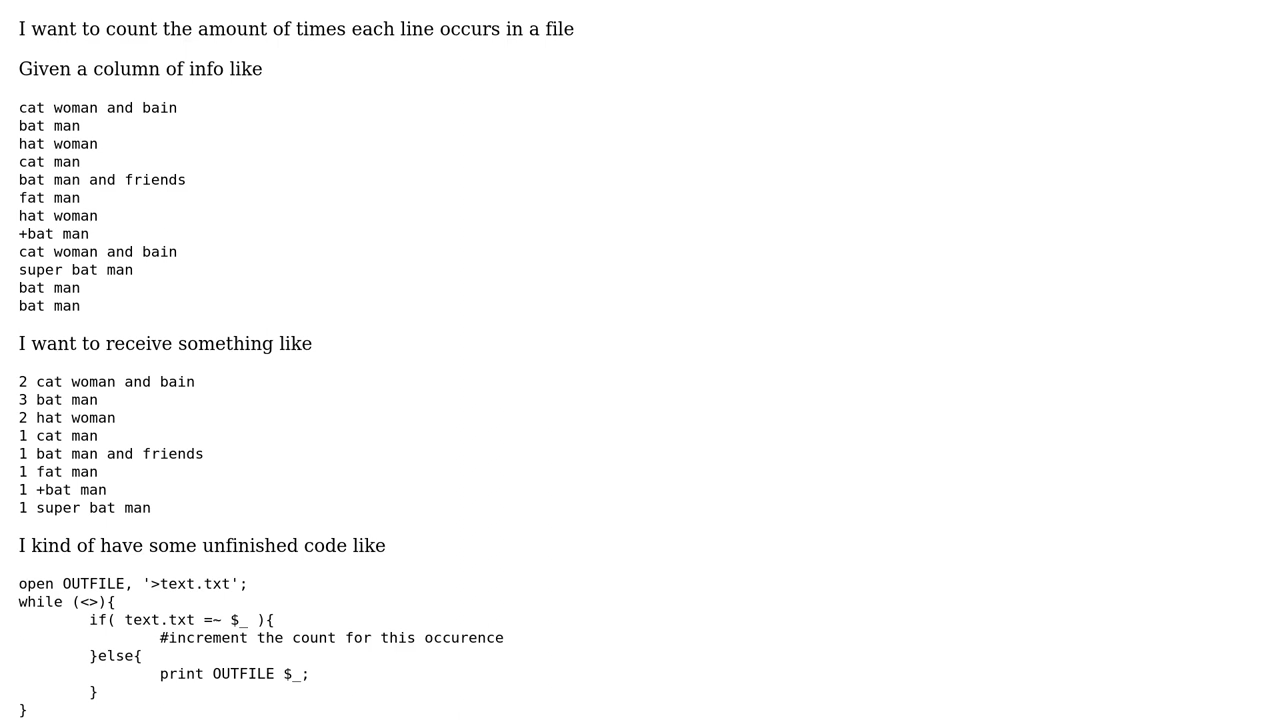 I want to count the amount of times each line occurs in a file
Given a column of info like
cat woman and bain
bat man
hat woman
cat man
bat man and friends
fat man
hat woman
+bat man
cat woman and bain
super bat man
bat man
bat man
I want to receive something like
2 cat woman and bain
3 bat man
2 hat woman
1 cat man
1 bat man and friends
1 fat man
1 +bat man
1 super bat man
I kind of have some unfinished code like
open OUTFILE, '>text.txt';
while (<>){
        if( text.txt =~ $_ ){
                #increment the count for this occurence
        }else{
                print OUTFILE $_;
        }
}